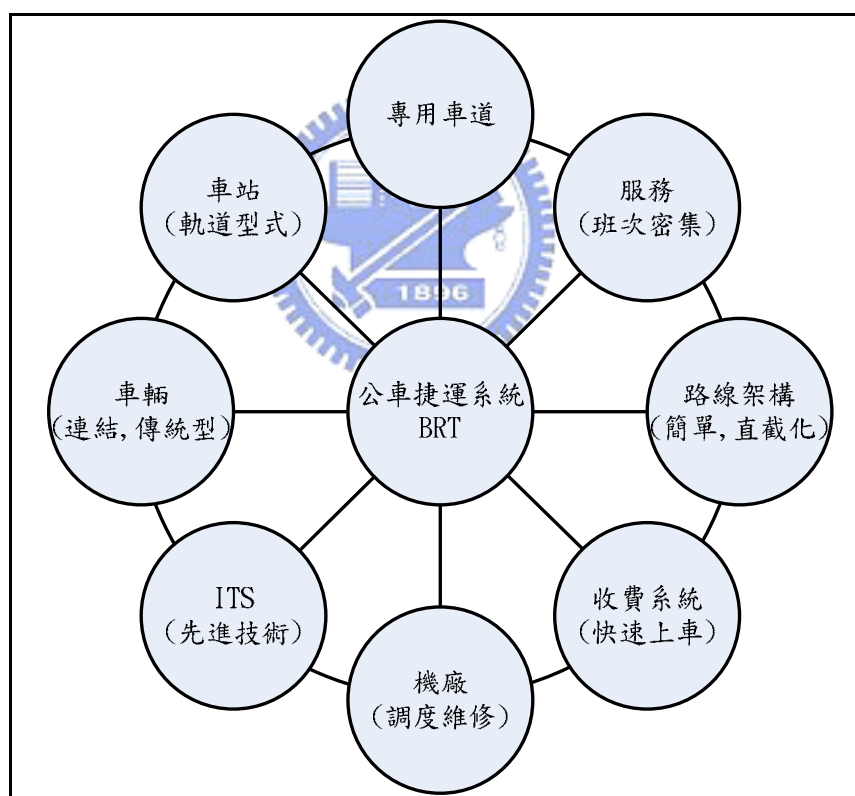 專用車道
車站
(軌道型式)
服務
(班次密集)
1896
車輛
(連結,傳統型)
公車捷運系統
BRT
路線架構
(簡單,直截化)
ITS
(先進技術)
收費系統
(快速上車)
機廠
(調度維修)